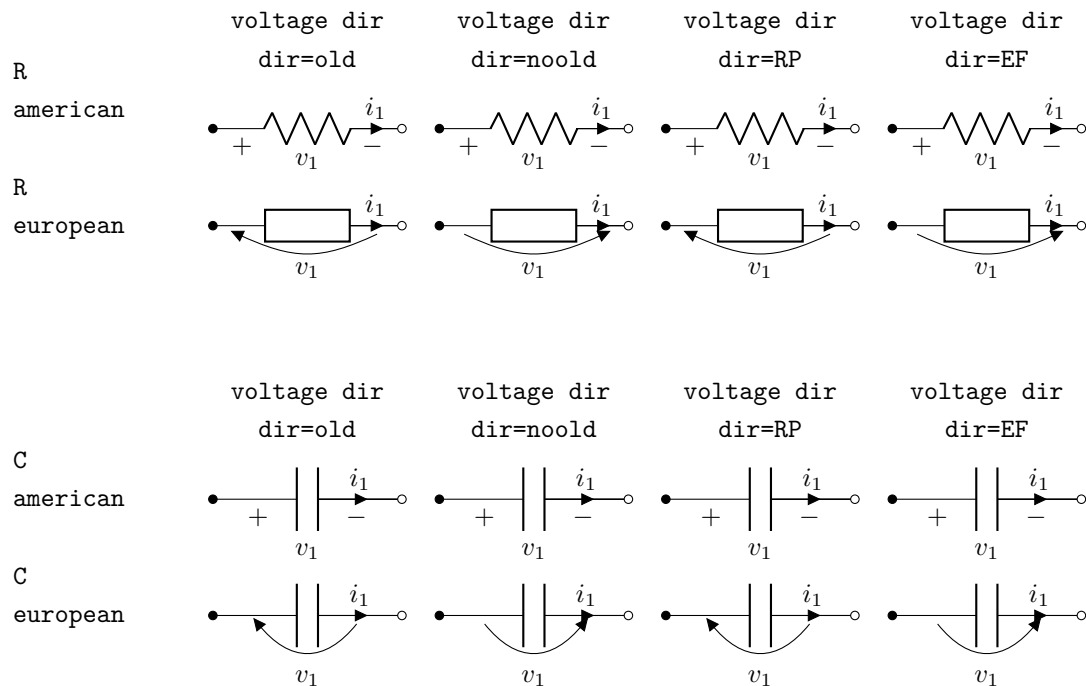 voltage dir voltage dir voltage dir voltage dir
dir=old dir=noold dir=RP dir=EF
R
american
i₁ i₁ i₁ i₁
+ − + − + − + −
v₁ v₁ v₁ v₁
R
european
i₁ i₁ i₁ i₁
v₁ v₁ v₁ v₁
voltage dir voltage dir voltage dir voltage dir
dir=old dir=noold dir=RP dir=EF
C
american
i₁ i₁ i₁ i₁
+ − + − + − + −
v₁ v₁ v₁ v₁
C
european
i₁ i₁ i₁ i₁
v₁ v₁ v₁ v₁